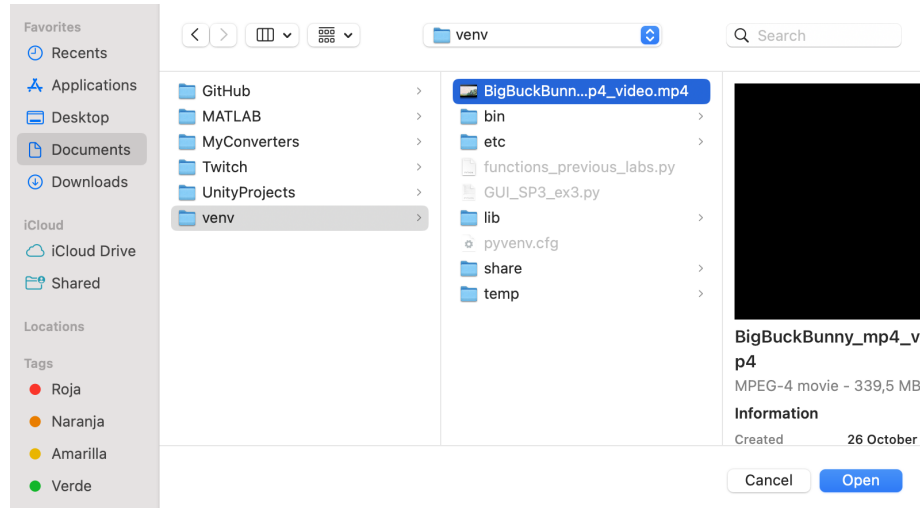 Favorites
Recents
Applications
Desktop
Documents
Downloads
iCloud
iCloud Drive
Shared
Locations
Tags
Roja
Naranja
Amarilla
Verde
venv
Search
GitHub
MATLAB
MyConverters
Twitch
UnityProjects
venv
BigBuckBunn...p4_video.mp4
bin
etc
functions_previous_labs.py
GUI_SP3_ex3.py
lib
pyvenv.cfg
share
temp
BigBuckBunny_mp4_v
p4
MPEG-4 movie - 339,5 MB
Information
Created 26 October
Cancel Open